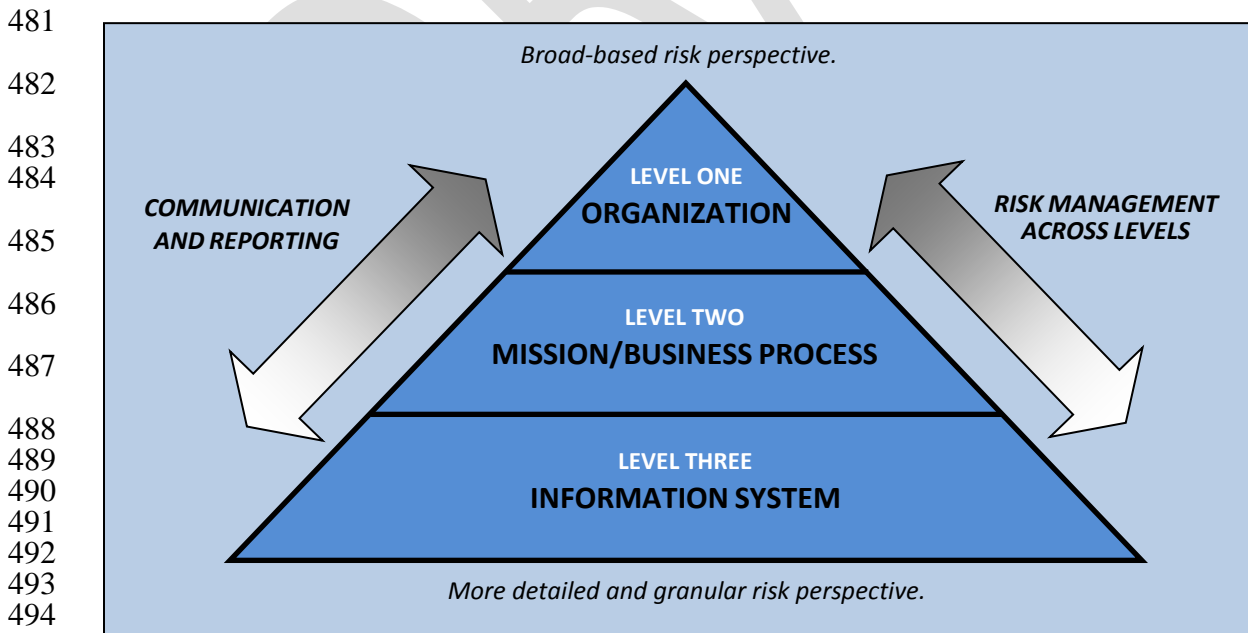 481
Broad-based risk perspective.
482
483
484
LEVEL ONE
ORGANIZATION
COMMUNICATION
AND REPORTING
RISK MANAGEMENT
ACROSS LEVELS
485
486
LEVEL TWO
MISSION/BUSINESS PROCESS
487
488
489
LEVEL THREE
490
INFORMATION SYSTEM
491
492
493
More detailed and granular risk perspective.
494